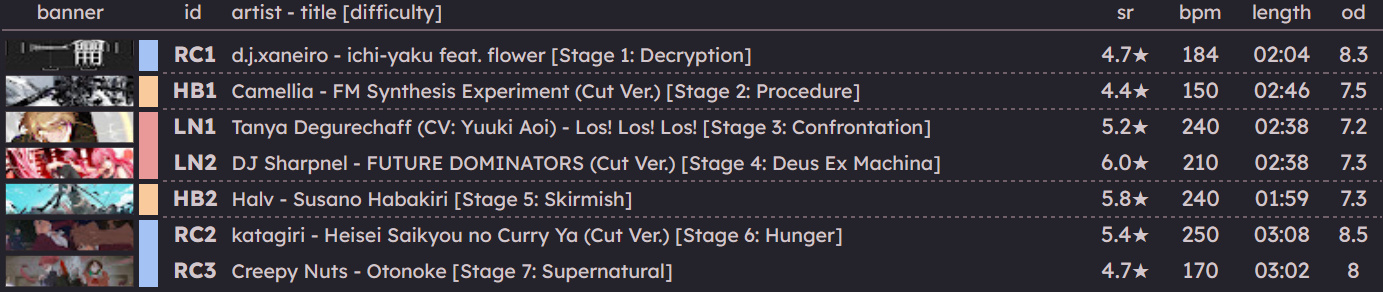 banner id artist - title [difficulty] sr bpm length od
RC1 d.j.xaneiro - ichi-yaku feat. flower [Stage 1: Decryption] 4.7★ 184 02:04 8.3
HB1 Camellia - FM Synthesis Experiment (Cut Ver.) [Stage 2: Procedure] 4.4★ 150 02:46 7.5
LN1 Tanya Degurechaff (CV: Yuuki Aoi) - Los! Los! Los! [Stage 3: Confrontation] 5.2★ 240 02:38 7.2
LN2 DJ Sharpnel - FUTURE DOMINATORS (Cut Ver.) [Stage 4: Deus Ex Machina] 6.0★ 210 02:38 7.3
HB2 Halv - Susano Habakiri [Stage 5: Skirmish] 5.8★ 240 01:59 7.3
RC2 katagiri - Heisei Saikyou no Curry Ya (Cut Ver.) [Stage 6: Hunger] 5.4★ 250 03:08 8.5
RC3 Creepy Nuts - Otonoke [Stage 7: Supernatural] 4.7★ 170 03:02 8